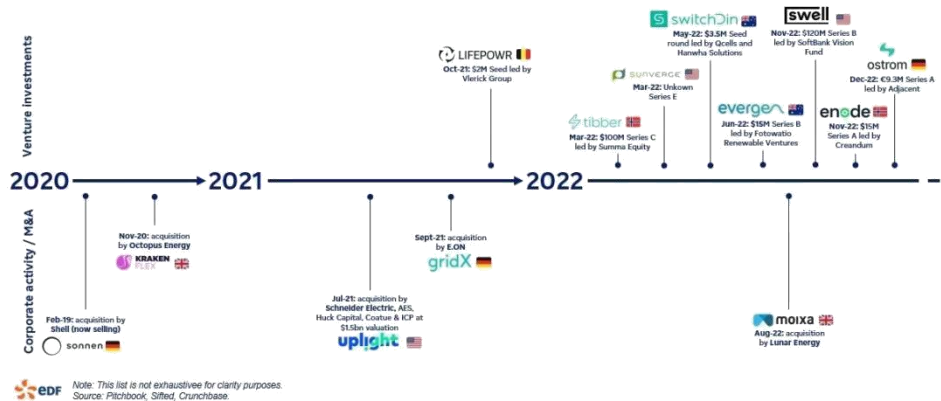 Venture investments
switchDin
May-22: $3.5M Seed
round led by Qcells and
Hanwha Solutions
swell
Nov-22: $120M Series B
led by SoftBank Vision
Fund
LIFEPOWR
Oct-21: $2M Seed led by
Vlerick Group
SUNVERGE
Mar-22: Unkown
Series E
ostrom
Dec-22: €9.3M Series A
led by Adjacent
tibber
Mar-22: $100M Series C
led by Summa Equity
evergen
Jun-22: $15M Series B
led by Fotowatio
Renewable Ventures
enode
Nov-22: $15M
Series A led by
Creandum
2020
2021
2022
Corporate activity / M&A
Nov-20: acquisition
by Octopus Energy
KRAKEN
FLEX
Sept-21: acquisition
by E.ON
gridX
Feb-19: acquisition by
Shell (now selling)
sonnen
Jul-21: acquisition by
Schneider Electric, AES,
Huck Capital, Coatue & ICP at
$1.5bn valuation
uplight
moixa
Aug-22: acquisition
by Lunar Energy
eDF
Note: This list is not exhaustivee for clarity purposes.
Source: Pitchbook, Sifted, Crunchbase.